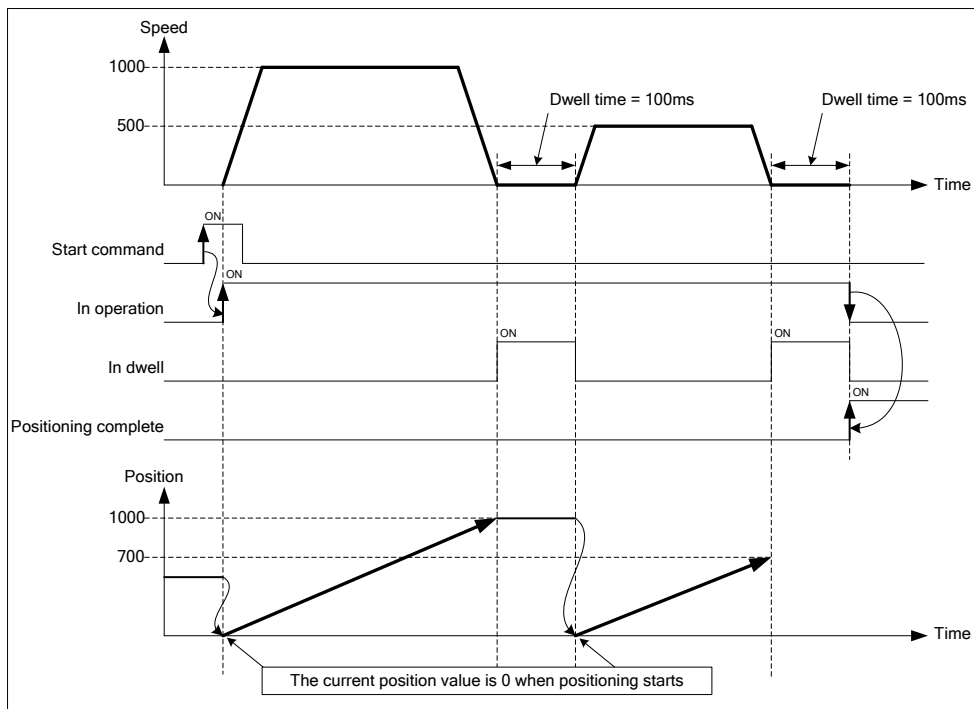 Speed
1000
500
Dwell time = 100ms
Dwell time = 100ms
Time
ON
Start command
ON
In operation
ON
ON
In dwell
ON
Positioning complete
Position
1000
700
Time
The current position value is 0 when positioning starts